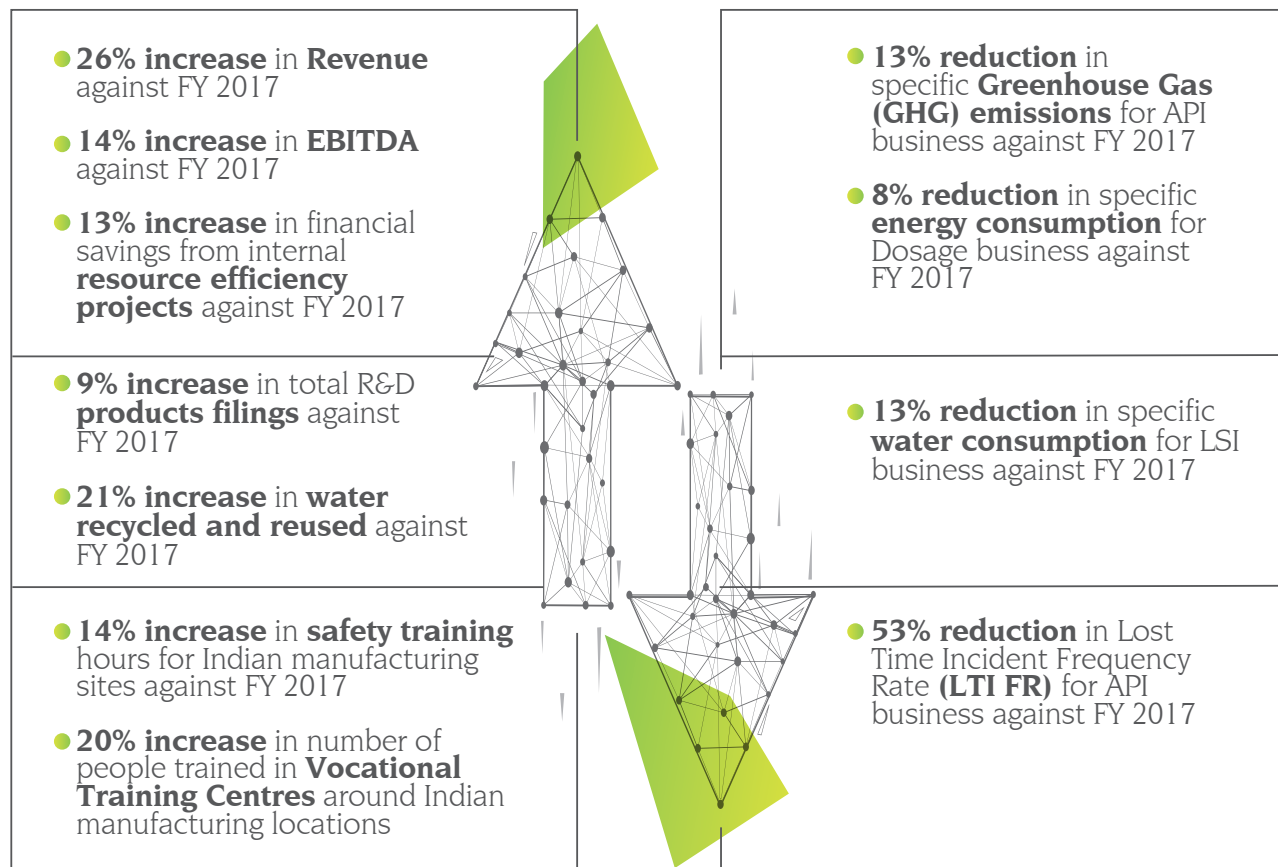 26% increase in Revenue
against FY 2017
14% increase in EBITDA
against FY 2017
13% increase in financial
savings from internal
resource efficiency
projects against FY 2017
9% increase in total R&D
products filings against
FY 2017
21% increase in water
recycled and reused against
FY 2017
14% increase in safety training
hours for Indian manufacturing
sites against FY 2017
20% increase in number of
people trained in Vocational
Training Centres around Indian
manufacturing locations
13% reduction in
specific Greenhouse Gas
(GHG) emissions for API
business against FY 2017
8% reduction in specific
energy consumption for
Dosage business against
FY 2017
13% reduction in specific
water consumption for LSI
business against FY 2017
53% reduction in Lost
Time Incident Frequency
Rate (LTI FR) for API
business against FY 2017